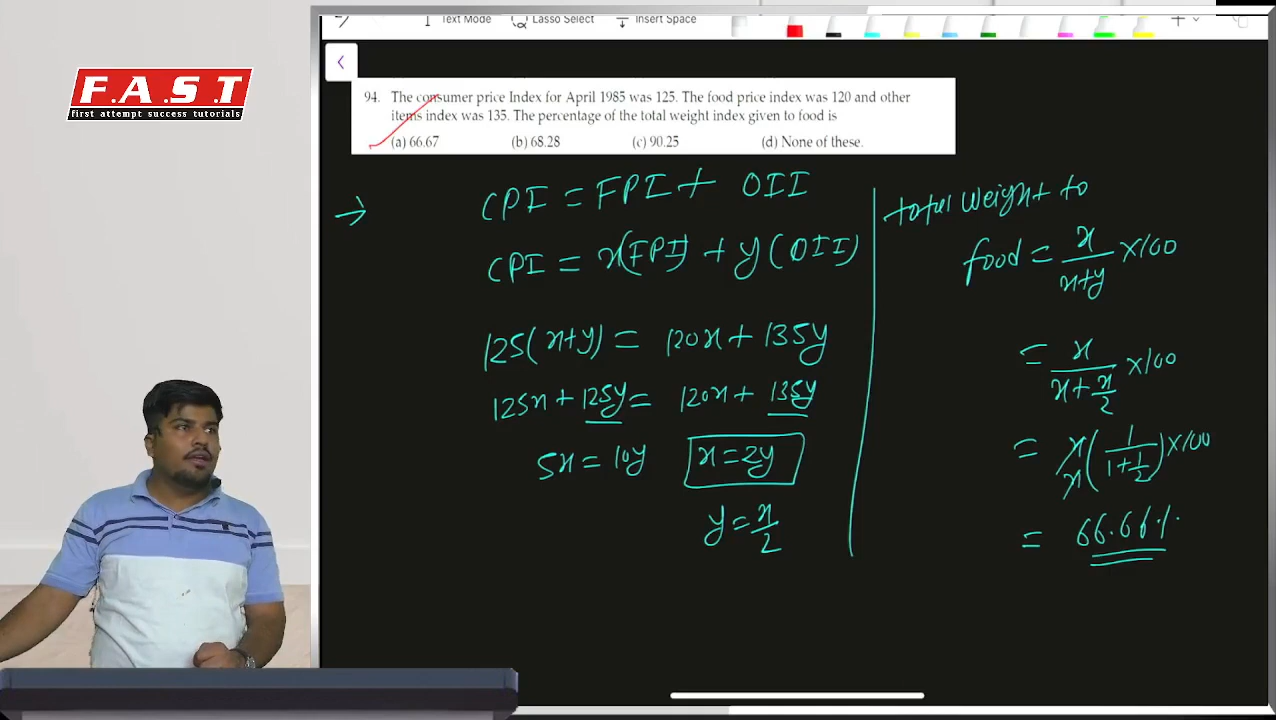 F.A.S.T
first attempt success tutorials
Text Mode
Lasso Select
Insert Space
94. The consumer price Index for April 1985 was 125. The food price index was 120 and other
items index was 135. The percentage of the total weight index given to food is
(a) 66.67 (b) 68.28 (c) 90.25 (d) None of these.
→ CPI = FPI + OII
CPI = x(FPI) + y(OII)
125(x+y) = 120x + 135y
125x + 125y = 120x + 135y
5x = 10y x = 2y
y = x/2
total weight to
food = x/(x+y) × 100
= x/(x + x/2) × 100
= x/x (1/(1+1/2)) × 100
= 66.66%.